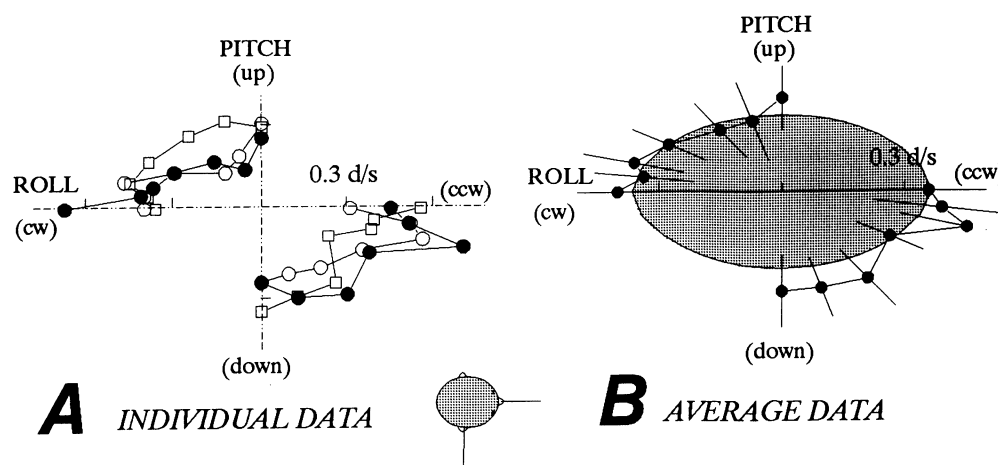 PITCH
(up)
ROLL
(cw)
0.3 d/s
(ccw)
(down)
A INDIVIDUAL DATA
PITCH
(up)
ROLL
(cw)
0.3 d/s
(ccw
(down)
B AVERAGE DATA